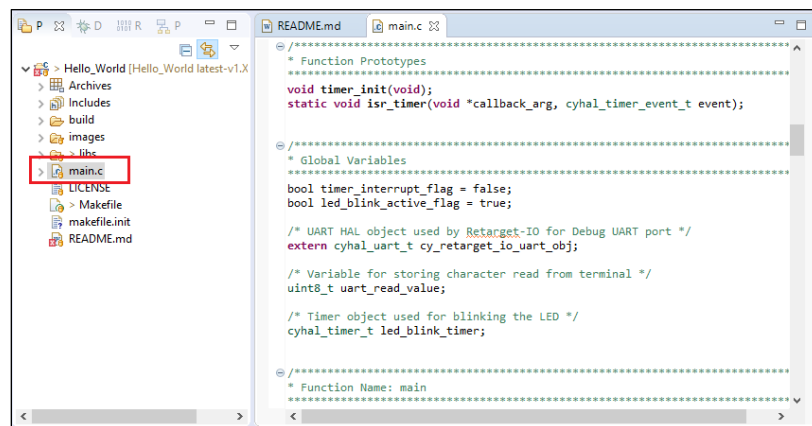 P D R P
> Hello_World [Hello_World latest-v1.X
Archives
Includes
build
images
> libs
main.c
LICENSE
> Makefile
makefile.init
README.md
README.md main.c
/******************************************************************************
* Function Prototypes
******************************************************************************
void timer_init(void);
static void isr_timer(void *callback_arg, cyhal_timer_event_t event);
/******************************************************************************
* Global Variables
******************************************************************************
bool timer_interrupt_flag = false;
bool led_blink_active_flag = true;
/* UART HAL object used by Retarget-IO for Debug UART port */
extern cyhal_uart_t cy_retarget_io_uart_obj;
/* Variable for storing character read from terminal */
uint8_t uart_read_value;
/* Timer object used for blinking the LED */
cyhal_timer_t led_blink_timer;
/******************************************************************************
* Function Name: main
******************************************************************************